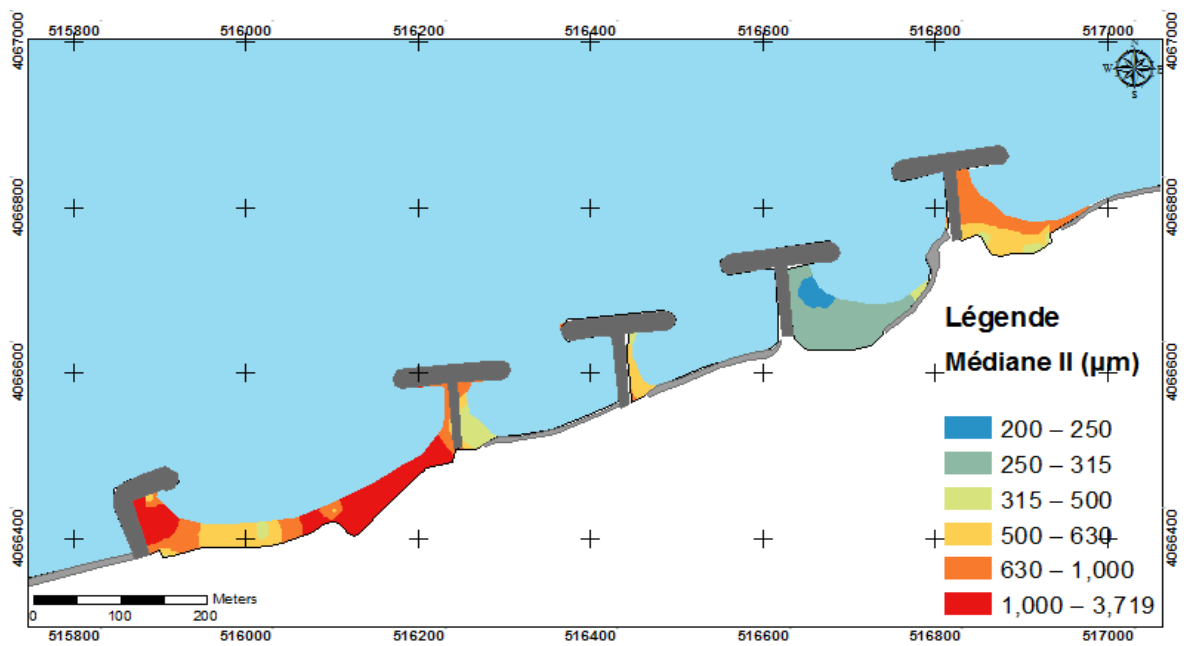 515800 516000 516200 516400 516600 516800 517000
4067000 4067000
N
W E
S
4066800 4066800
Légende
Médiane II (µm)
4066600 4066600
200 – 250
250 – 315
315 – 500
4066400 4066400
500 – 630
630 – 1,000
1,000 – 3,719
Meters
0 100 200
515800 516000 516200 516400 516600 516800 517000